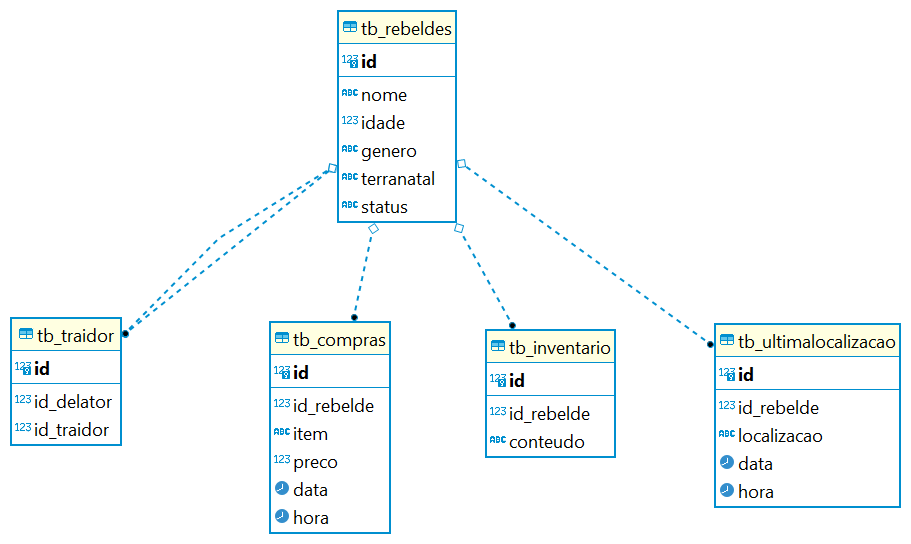 tb_rebeldes
123 id
ABC nome
123 idade
ABC genero
ABC terranatal
ABC status
tb_traidor
123 id
123 id_delator
123 id_traidor
tb_compras
123 id
123 id_rebelde
ABC item
123 preco
data
hora
tb_inventario
123 id
123 id_rebelde
ABC conteudo
tb_ultimalocalizacao
123 id
123 id_rebelde
ABC localizacao
data
hora